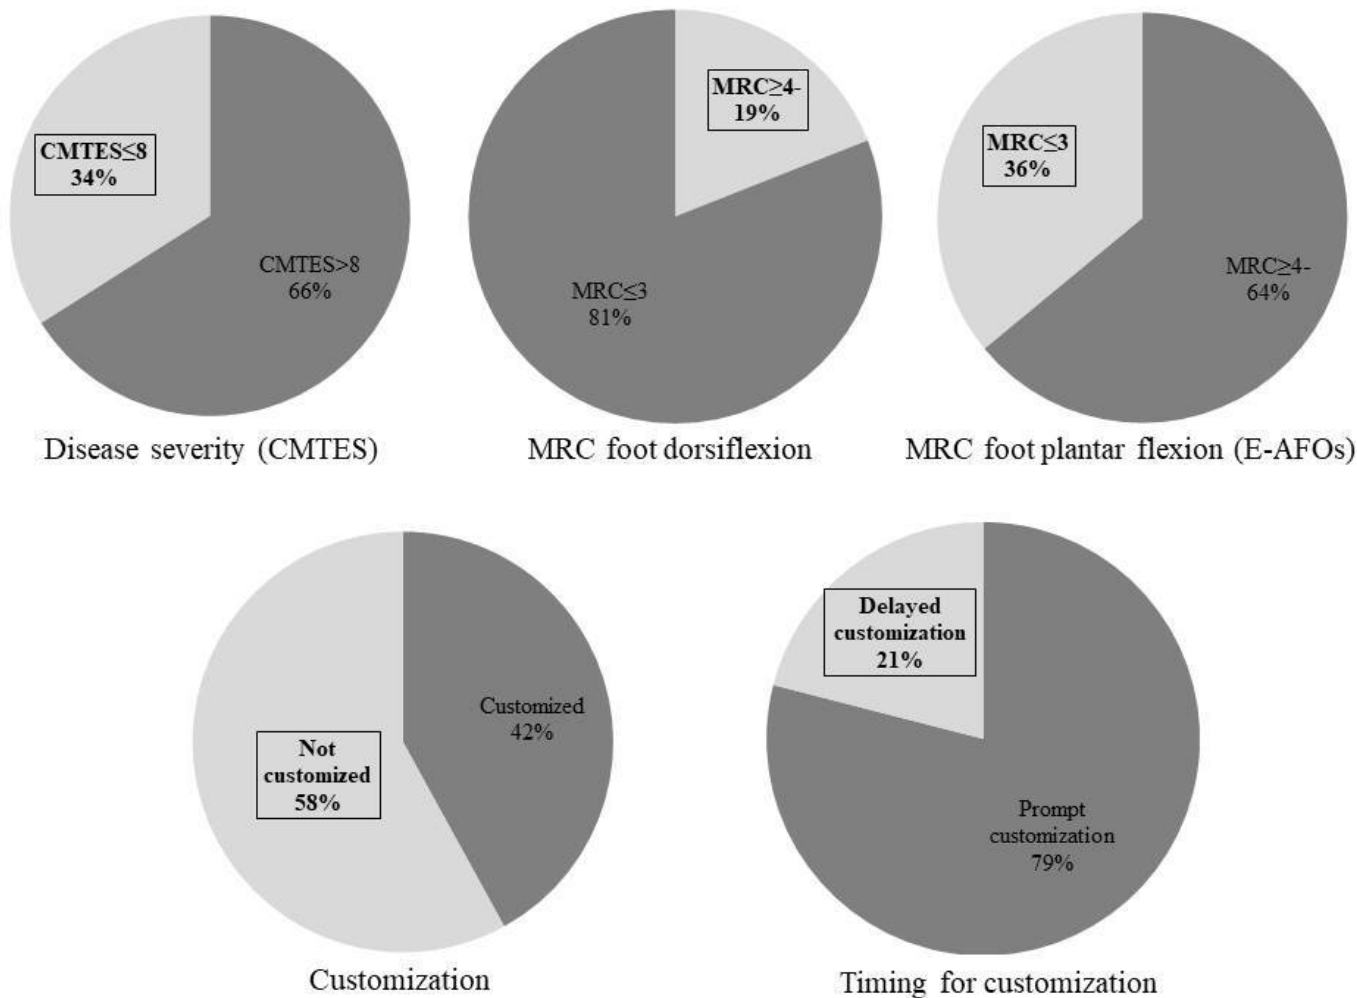 CMTES≤8
34%
CMTES>8
66%
Disease severity (CMTES)
MRC≥4-
19%
MRC≤3
81%
MRC foot dorsiflexion
MRC≤3
36%
MRC≥4-
64%
MRC foot plantar flexion (E-AFOs)
Customized
42%
Not
customized
58%
Customization
Delayed
customization
21%
Prompt
customization
79%
Timing for customization